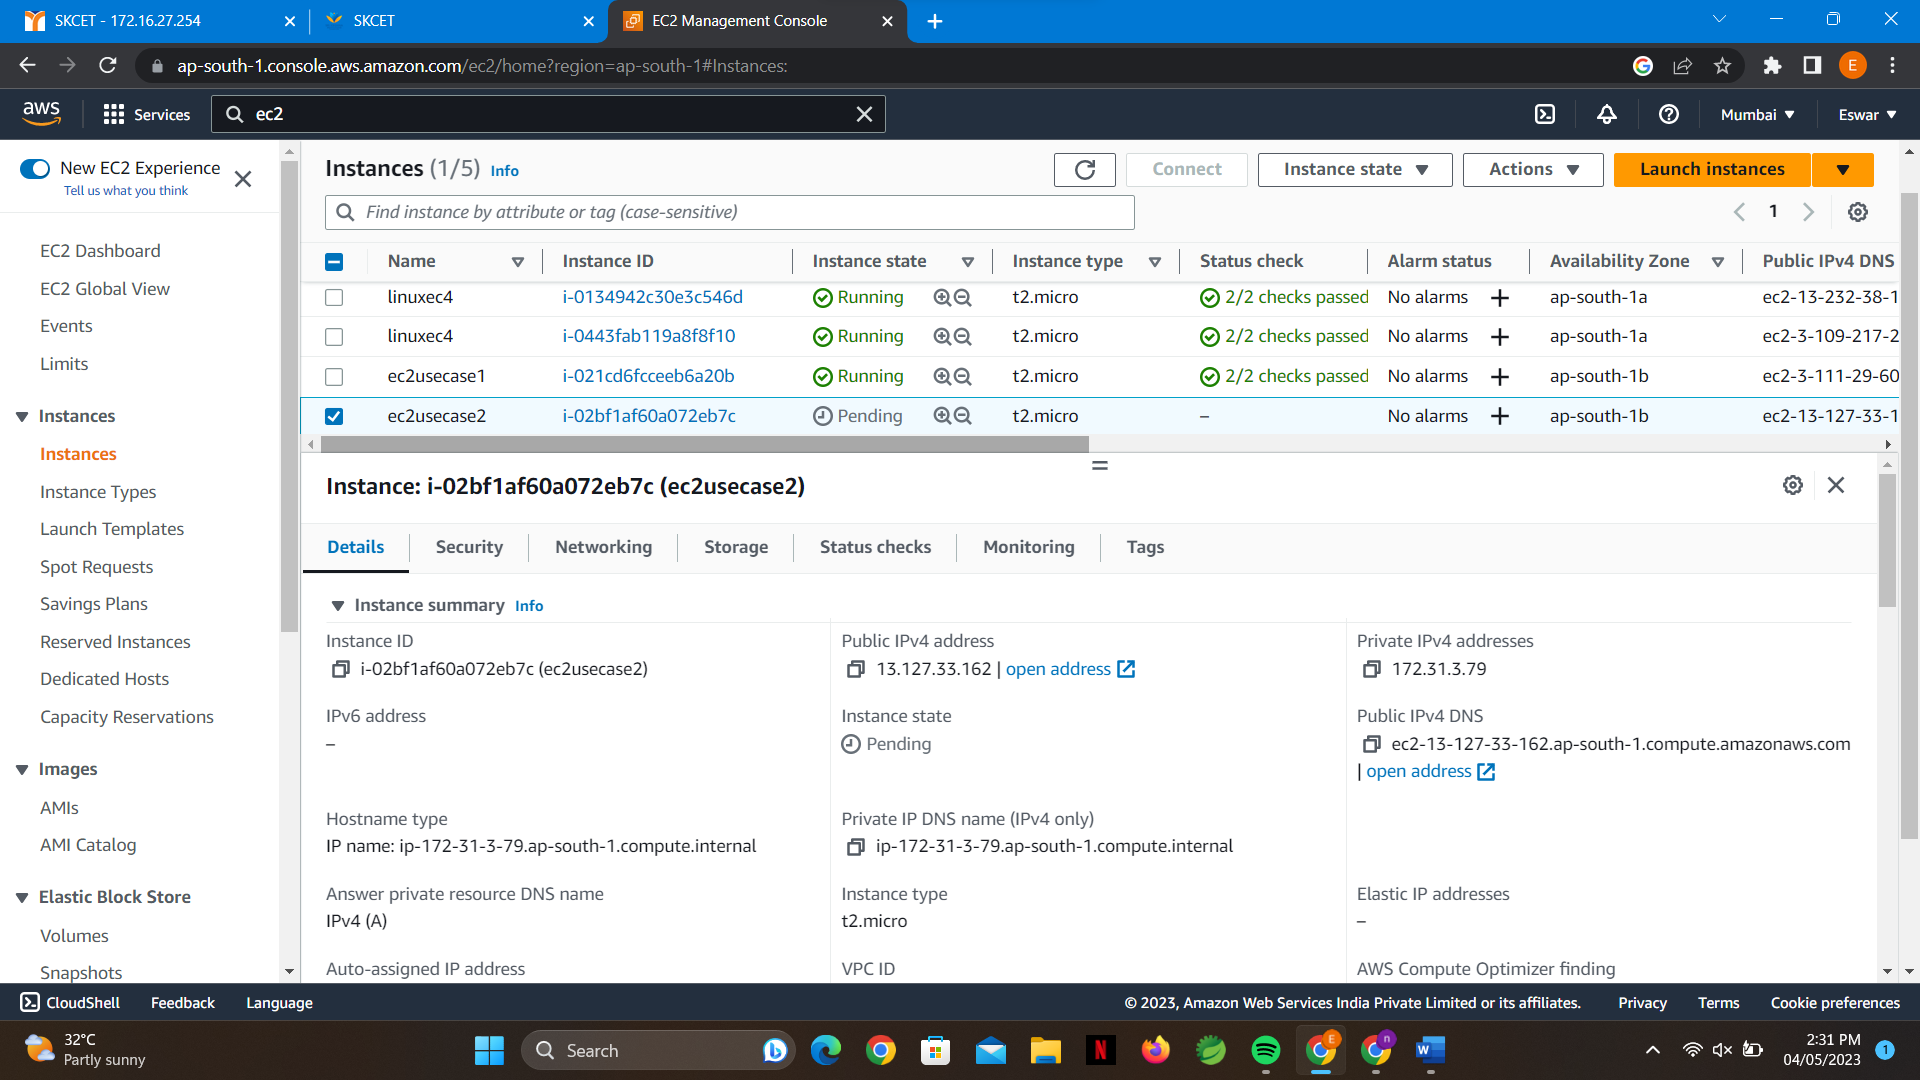 SKCET - 172.16.27.254
SKCET
EC2 Management Console
ap-south-1.console.aws.amazon.com/ec2/home?region=ap-south-1#Instances:
E
aws
Services
ec2
Mumbai
Eswar
New EC2 Experience
Tell us what you think
EC2 Dashboard
EC2 Global View
Events
Limits
Instances
Instances
Instance Types
Launch Templates
Spot Requests
Savings Plans
Reserved Instances
Dedicated Hosts
Capacity Reservations
Images
AMIs
AMI Catalog
Elastic Block Store
Volumes
Snapshots
Instances (1/5) Info
Connect
Instance state
Actions
Launch instances
Find instance by attribute or tag (case-sensitive)
1
Name Instance ID Instance state Instance type Status check Alarm status Availability Zone Public IPv4 DNS
linuxec4 i-0134942c30e3c546d Running t2.micro 2/2 checks passed No alarms + ap-south-1a ec2-13-232-38-1
linuxec4 i-0443fab119a8f8f10 Running t2.micro 2/2 checks passed No alarms + ap-south-1a ec2-3-109-217-2
ec2usecase1 i-021cd6fcceeb6a20b Running t2.micro 2/2 checks passed No alarms + ap-south-1b ec2-3-111-29-60
ec2usecase2 i-02bf1af60a072eb7c Pending t2.micro – No alarms + ap-south-1b ec2-13-127-33-1
Instance: i-02bf1af60a072eb7c (ec2usecase2)
Details Security Networking Storage Status checks Monitoring Tags
Instance summary Info
Instance ID
i-02bf1af60a072eb7c (ec2usecase2)
Public IPv4 address
13.127.33.162 | open address
Private IPv4 addresses
172.31.3.79
IPv6 address
–
Instance state
Pending
Public IPv4 DNS
ec2-13-127-33-162.ap-south-1.compute.amazonaws.com
| open address
Hostname type
IP name: ip-172-31-3-79.ap-south-1.compute.internal
Private IP DNS name (IPv4 only)
ip-172-31-3-79.ap-south-1.compute.internal
Answer private resource DNS name
IPv4 (A)
Instance type
t2.micro
Elastic IP addresses
–
Auto-assigned IP address
VPC ID
AWS Compute Optimizer finding
CloudShell Feedback Language
© 2023, Amazon Web Services India Private Limited or its affiliates. Privacy Terms Cookie preferences
32°C
Partly sunny
Search
N
E
n
W
2:31 PM
04/05/2023
1